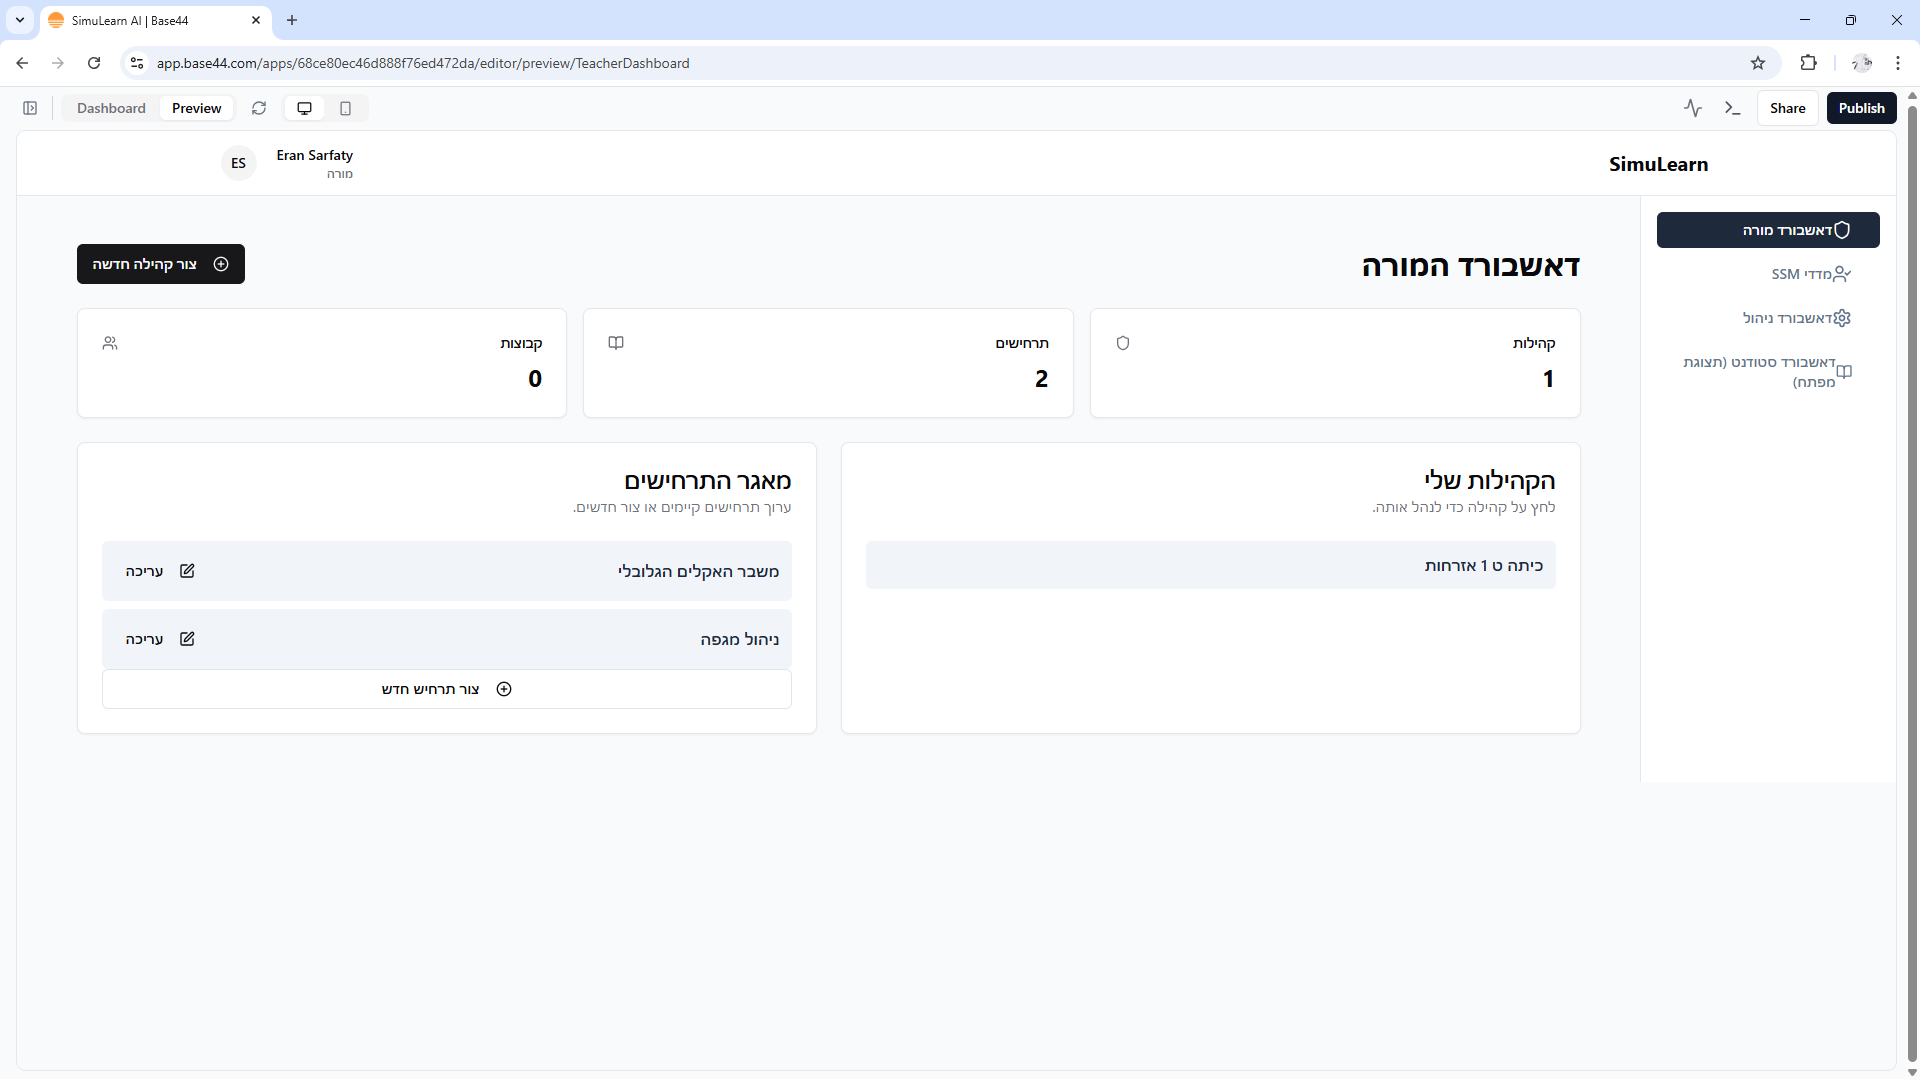 SimuLearn AI | Base44
app.base44.com/apps/68ce80ec46d888f76ed472da/editor/preview/TeacherDashboard
Dashboard
Preview
Share
Publish
SimuLearn
Eran Sarfaty
מורה
ES
דאשבורד מורה
מדדי SSM
דאשבורד ניהול
דאשבורד סטודנט (תצוגת
מפתח)
דאשבורד המורה
צור קהילה חדשה
קהילות
1
תרחישים
2
קבוצות
0
הקהילות שלי
לחץ על קהילה כדי לנהל אותה.
כיתה ט 1 אזרחות
מאגר התרחישים
ערוך תרחישים קיימים או צור חדשים.
משבר האקלים הגלובלי
עריכה
ניהול מגפה
עריכה
צור תרחיש חדש